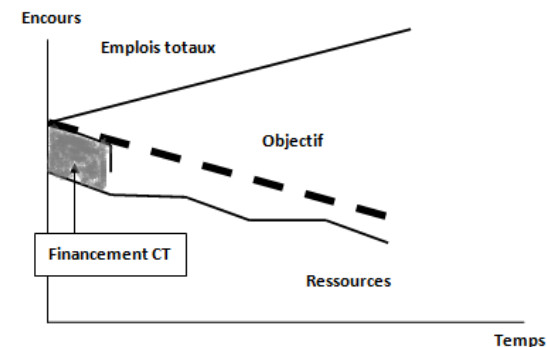 Encours
Emplois totaux
Objectif
Financement CT
Ressources
Temps